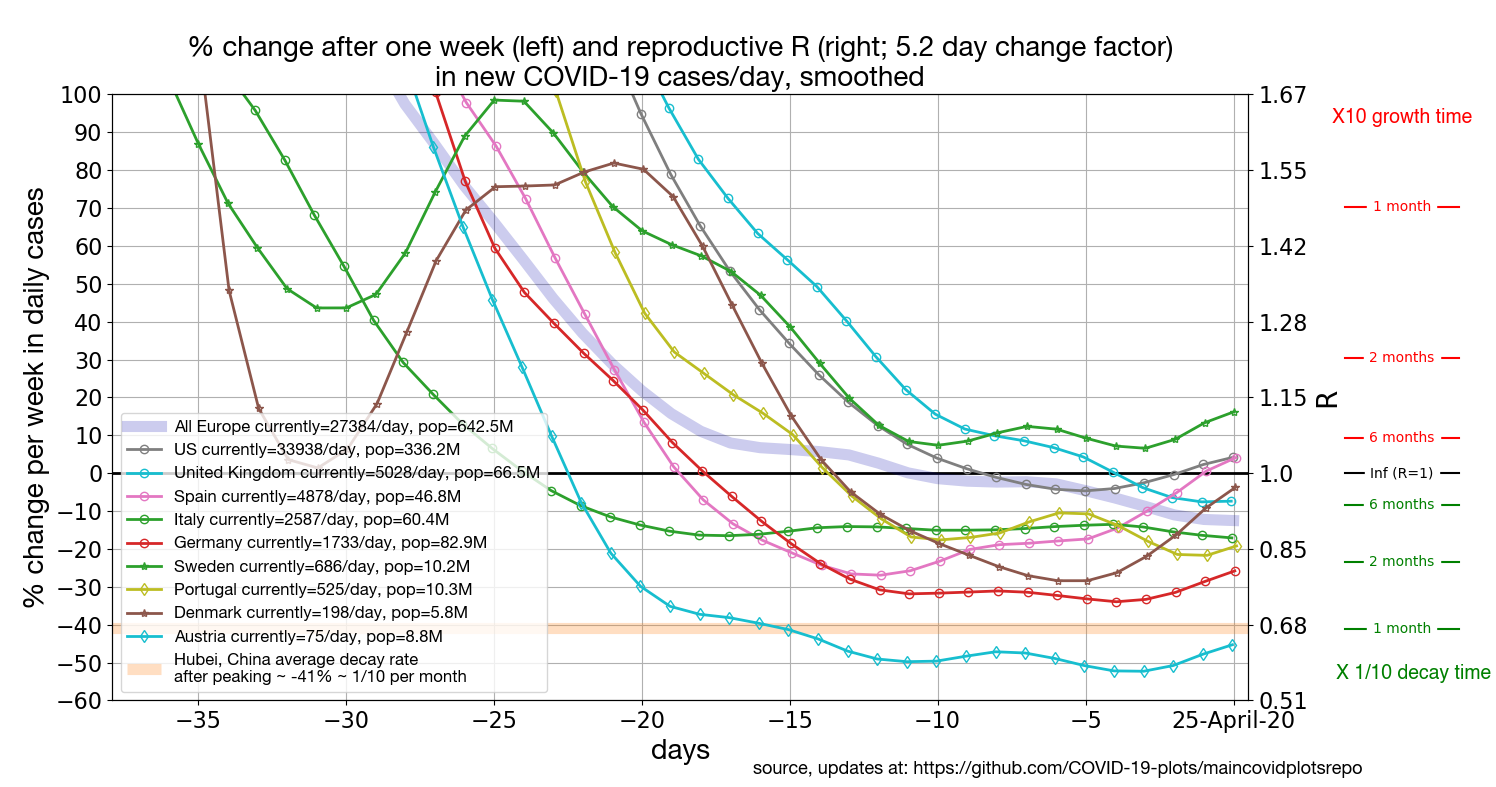 % change after one week (left) and reproductive R (right; 5.2 day change factor)
in new COVID-19 cases/day, smoothed
% change per week in daily cases
100
90
80
70
60
50
40
30
20
10
0
−10
−20
−30
−40
−50
−60
All Europe currently=27384/day, pop=642.5M
US currently=33938/day, pop=336.2M
United Kingdom currently=5028/day, pop=66.5M
Spain currently=4878/day, pop=46.8M
Italy currently=2587/day, pop=60.4M
Germany currently=1733/day, pop=82.9M
Sweden currently=686/day, pop=10.2M
Portugal currently=525/day, pop=10.3M
Denmark currently=198/day, pop=5.8M
Austria currently=75/day, pop=8.8M
Hubei, China average decay rate
after peaking ~ -41% ~ 1/10 per month
−35 −30 −25 −20 −15 −10 −5 25-April-20
days
1.67
1.55
1.42
1.28
1.15
1.0
0.85
0.68
0.51
R
X10 growth time
1 month
2 months
6 months
Inf (R=1)
6 months
2 months
1 month
X 1/10 decay time
source, updates at: https://github.com/COVID-19-plots/maincovidplotsrepo